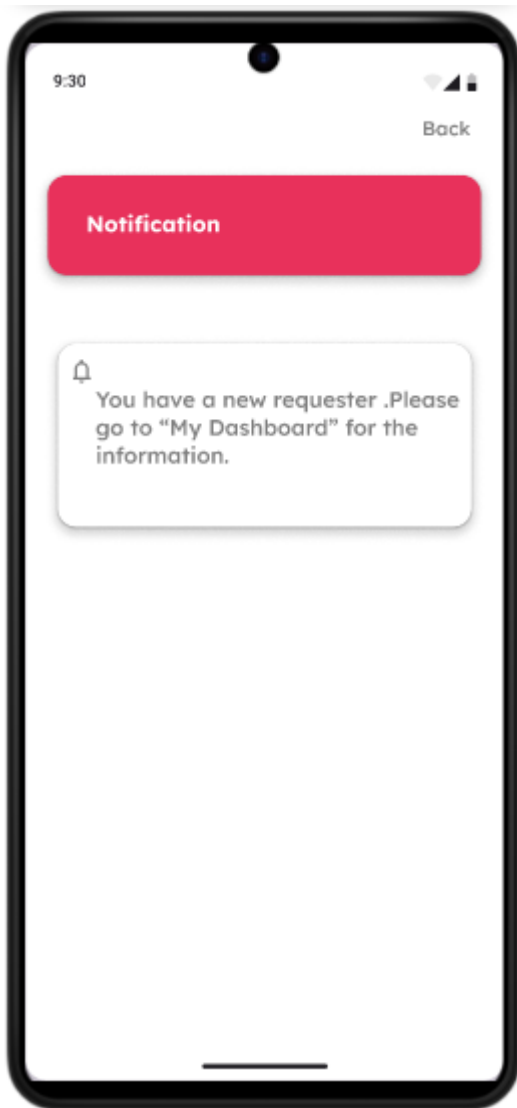 9:30
Back
Notification
You have a new requester .Please
go to “My Dashboard” for the
information.